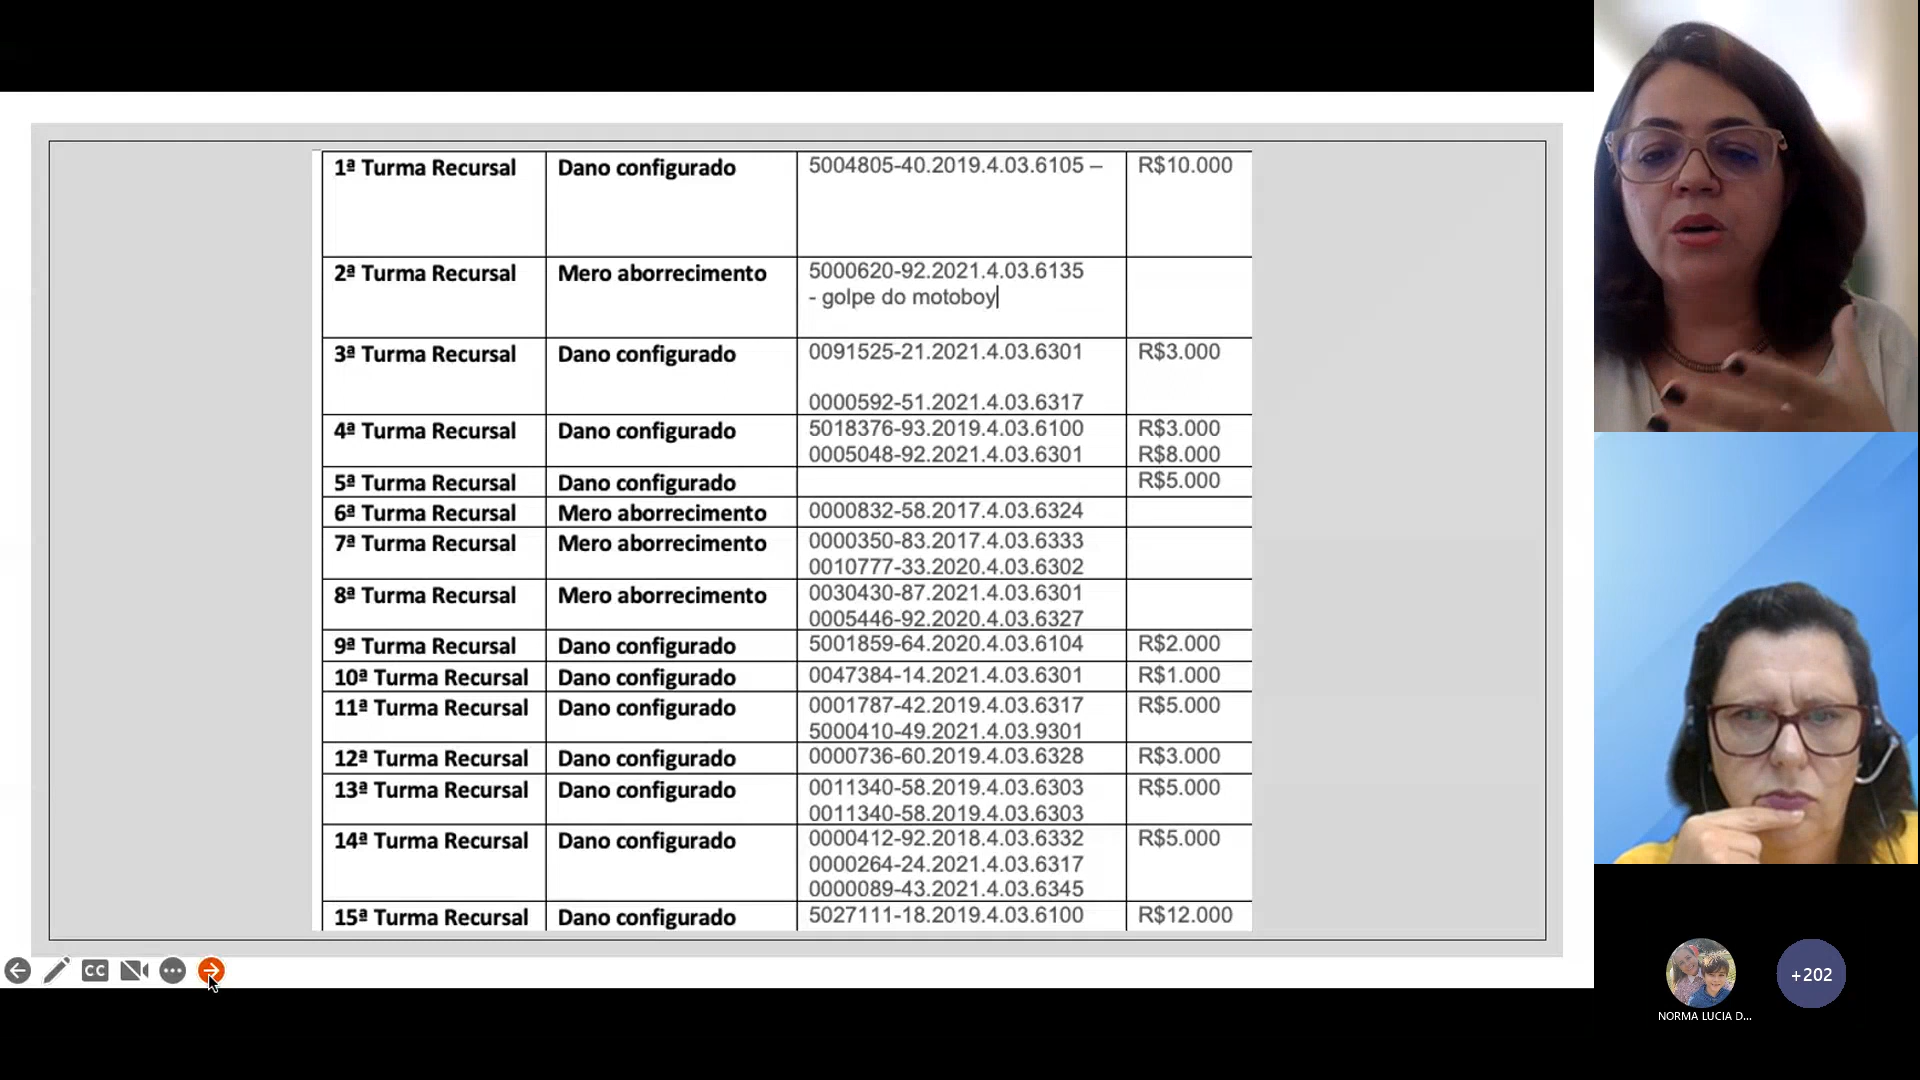 1ª Turma Recursal Dano configurado 5004805-40.2019.4.03.6105 – R$10.000
2ª Turma Recursal Mero aborrecimento 5000620-92.2021.4.03.6135
- golpe do motoboy
3ª Turma Recursal Dano configurado 0091525-21.2021.4.03.6301 R$3.000
0000592-51.2021.4.03.6317
4ª Turma Recursal Dano configurado 5018376-93.2019.4.03.6100 R$3.000
0005048-92.2021.4.03.6301 R$8.000
5ª Turma Recursal Dano configurado R$5.000
6ª Turma Recursal Mero aborrecimento 0000832-58.2017.4.03.6324
7ª Turma Recursal Mero aborrecimento 0000350-83.2017.4.03.6333
0010777-33.2020.4.03.6302
8ª Turma Recursal Mero aborrecimento 0030430-87.2021.4.03.6301
0005446-92.2020.4.03.6327
9ª Turma Recursal Dano configurado 5001859-64.2020.4.03.6104 R$2.000
10ª Turma Recursal Dano configurado 0047384-14.2021.4.03.6301 R$1.000
11ª Turma Recursal Dano configurado 0001787-42.2019.4.03.6317 R$5.000
5000410-49.2021.4.03.9301
12ª Turma Recursal Dano configurado 0000736-60.2019.4.03.6328 R$3.000
13ª Turma Recursal Dano configurado 0011340-58.2019.4.03.6303 R$5.000
0011340-58.2019.4.03.6303
14ª Turma Recursal Dano configurado 0000412-92.2018.4.03.6332 R$5.000
0000264-24.2021.4.03.6317
0000089-43.2021.4.03.6345
15ª Turma Recursal Dano configurado 5027111-18.2019.4.03.6100 R$12.000
CC
+202
NORMA LUCIA D...